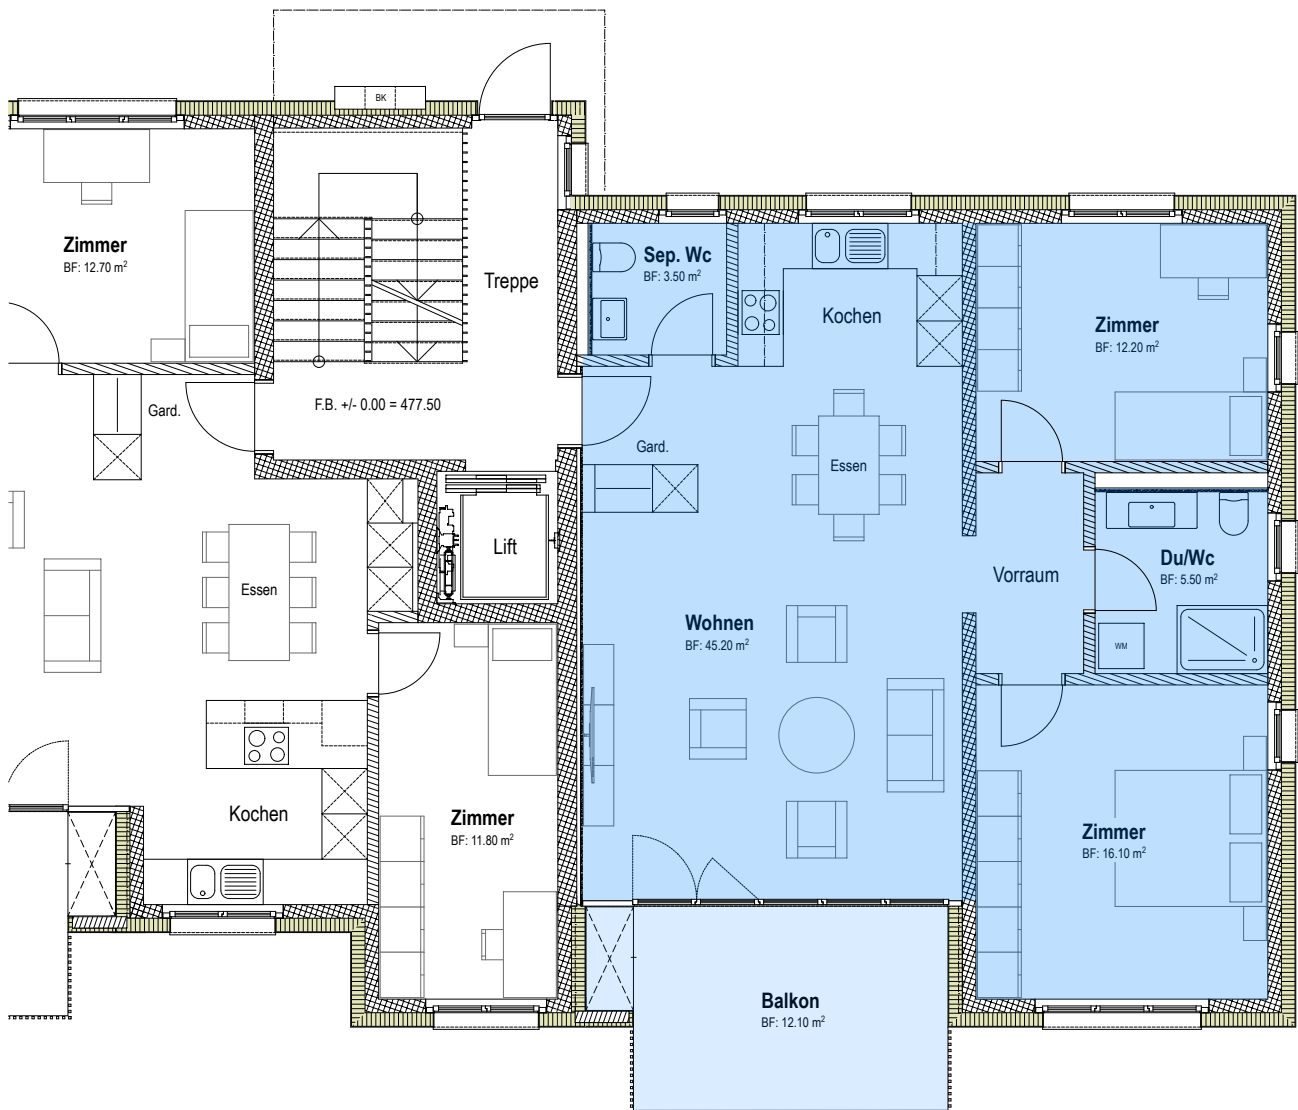 BK
Zimmer
BF: 12.70 m²
Treppe
Sep. Wc
BF: 3.50 m²
Kochen
Zimmer
BF: 12.20 m²
Gard.
F.B. +/- 0.00 = 477.50
Gard.
Essen
Lift
Essen
Vorraum
Du/Wc
BF: 5.50 m²
Wohnen
BF: 45.20 m²
WM
Kochen
Zimmer
BF: 11.80 m²
Zimmer
BF: 16.10 m²
Balkon
BF: 12.10 m²